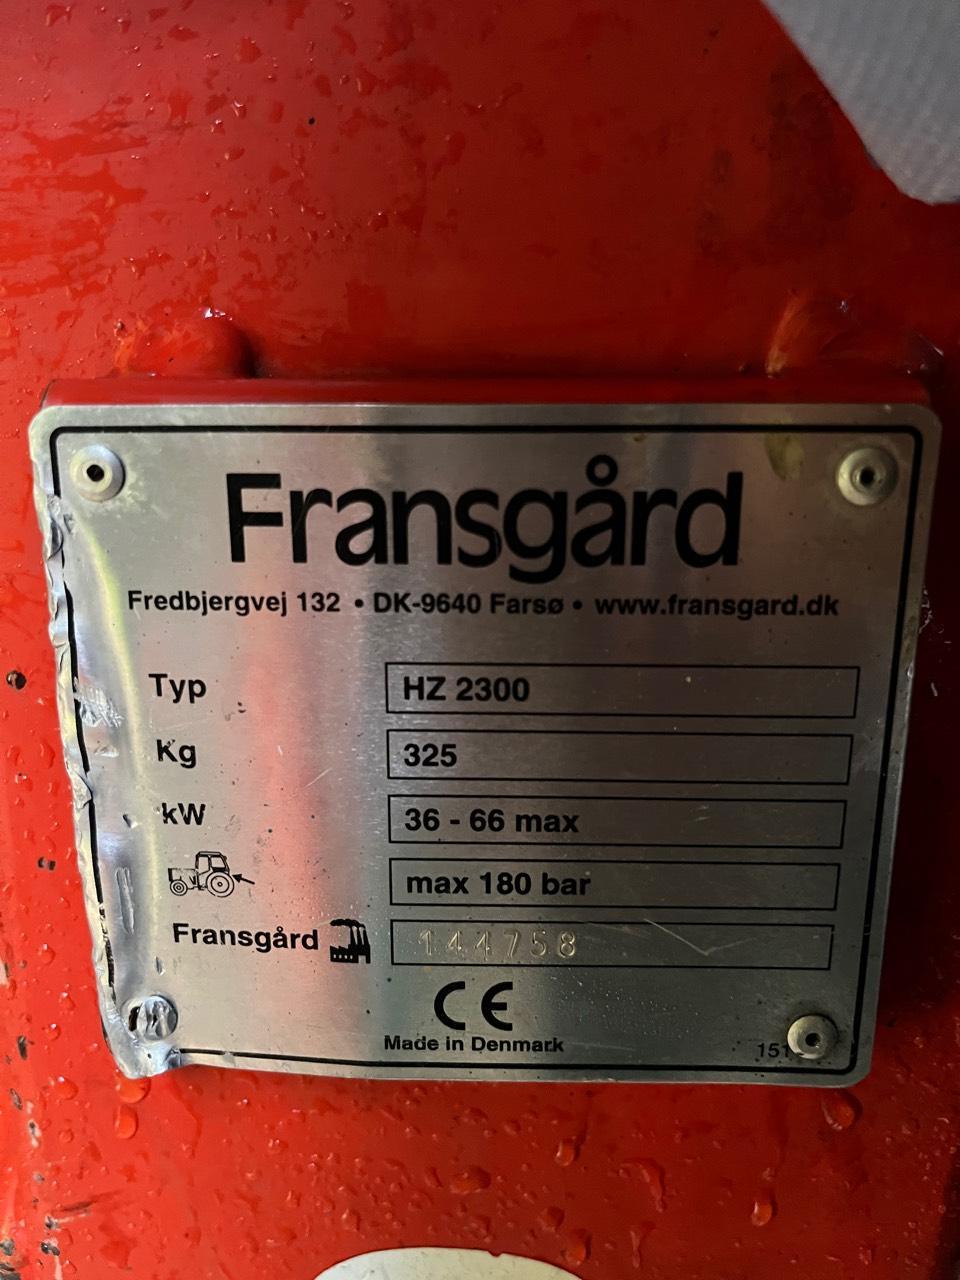 Fransgård
Fredbjergvej 132 • DK-9640 Farsø • www.fransgard.dk
Typ HZ 2300
Kg 325
kW 36 - 66 max
max 180 bar
Fransgård 144758
CE
Made in Denmark